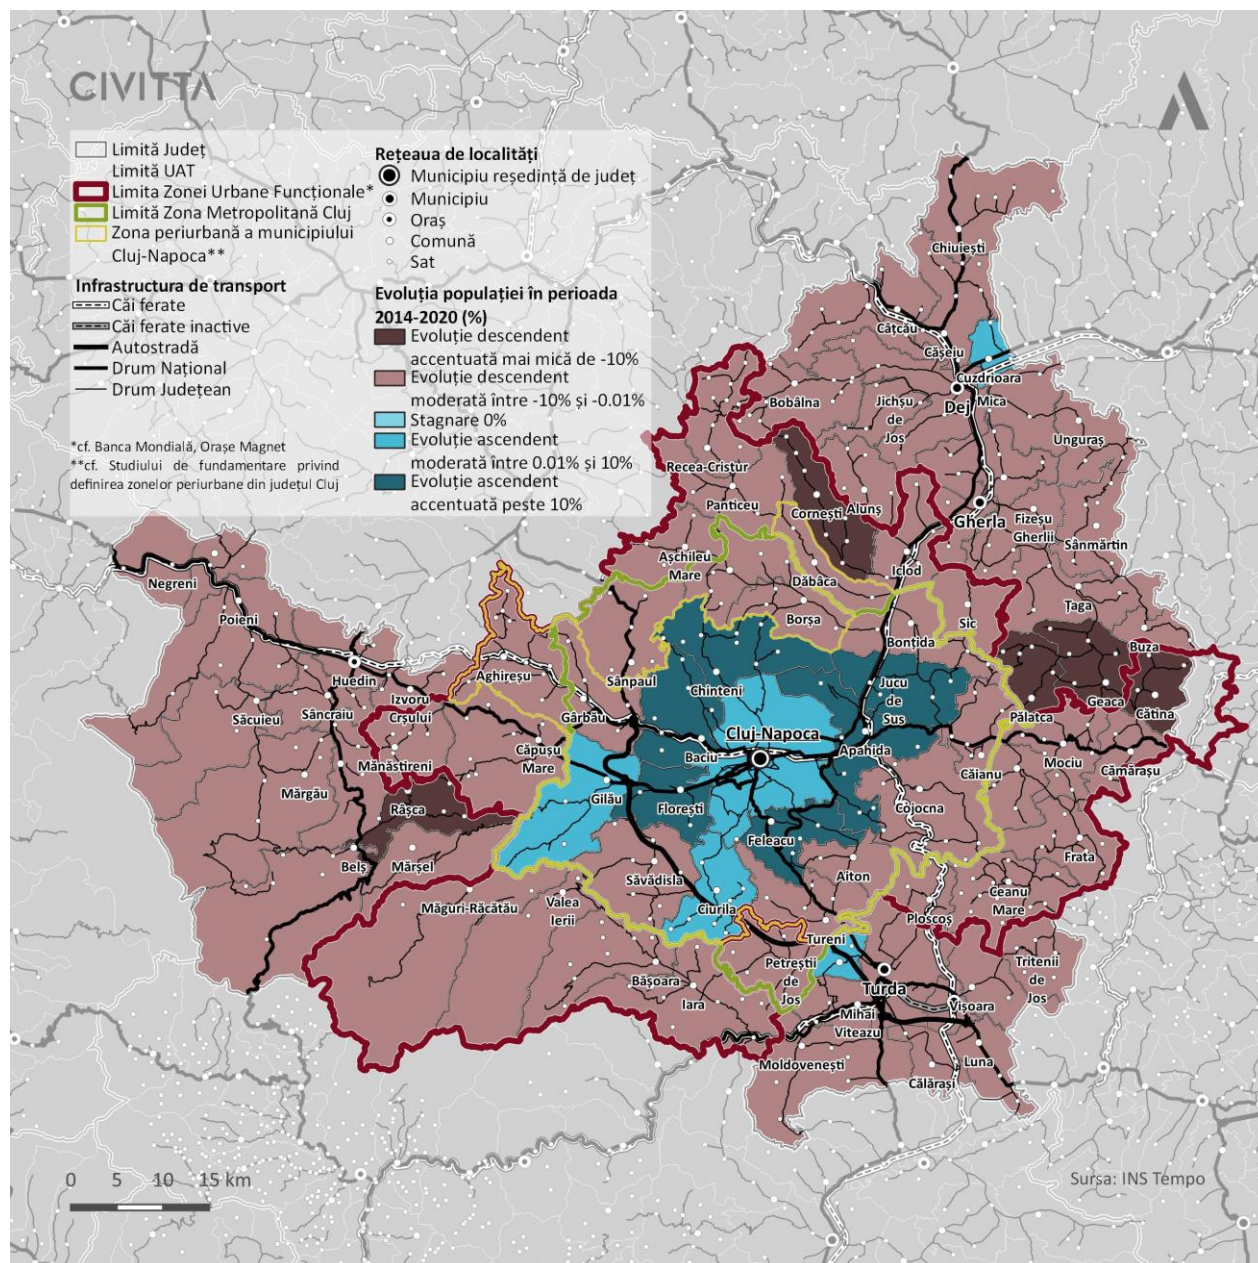 CIVITTA
Limită Județ
Limită UAT
Limita Zonei Urbane Funcționale*
Limită Zona Metropolitană Cluj
Zona periurbană a municipiului
Cluj-Napoca**
Infrastructura de transport
Căi ferate
Căi ferate inactive
Autostradă
Drum Național
Drum Județean
*cf. Banca Mondială, Orașe Magnet
**cf. Studiului de fundamentare privind
definirea zonelor periurbane din județul Cluj
Rețeaua de localități
Municipiu reședință de județ
Municipiu
Oraș
Comună
Sat
Evoluția populației în perioada
2014-2020 (%)
Evoluție descendent
accentuată mai mică de -10%
Evoluție descendent
moderată între -10% și -0.01%
Stagnare 0%
Evoluție ascendent
moderată între 0.01% și 10%
Evoluție ascendent
accentuată peste 10%
Chiuiești
Câțcău
Cășeiu
Cuzdrioara
Dej
Mica
Bobâlna
Jichșu
de
Jos
Unguraș
Recea-Cristur
Panticeu
Cornești
Alunș
Gherla
Fizeșu
Gherlii
Sânmărtin
Așchileu
Mare
Iclod
Dăbâca
Negreni
Țaga
Poieni
Borșa
Sic
Bonțida
Buza
Huedin
Aghireșu
Sânpaul
Chinteni
Jucu
de
Sus
Izvoru
Crșului
Geaca
Săcuieu
Sâncraiu
Gârbău
Pălatca
Cătina
Cluj-Napoca
Căpușu
Mare
Baciu
Apahida
Mănăstireni
Mociu
Cămărașu
Căianu
Mărgău
Râșca
Gilău
Florești
Cojocna
Feleacu
Belș
Mărșel
Săvădisla
Aiton
Frata
Măguri-Răcătău
Valea
Ierii
Ciurila
Ceanu
Mare
Ploscoș
Tureni
Petreștii
de
Jos
Tritenii
de
Jos
Bășoara
Turda
Iara
Mihai
Viteazu
Vișoara
Moldovenești
Luna
Călărași
0 5 10 15 km
Sursa: INS Tempo